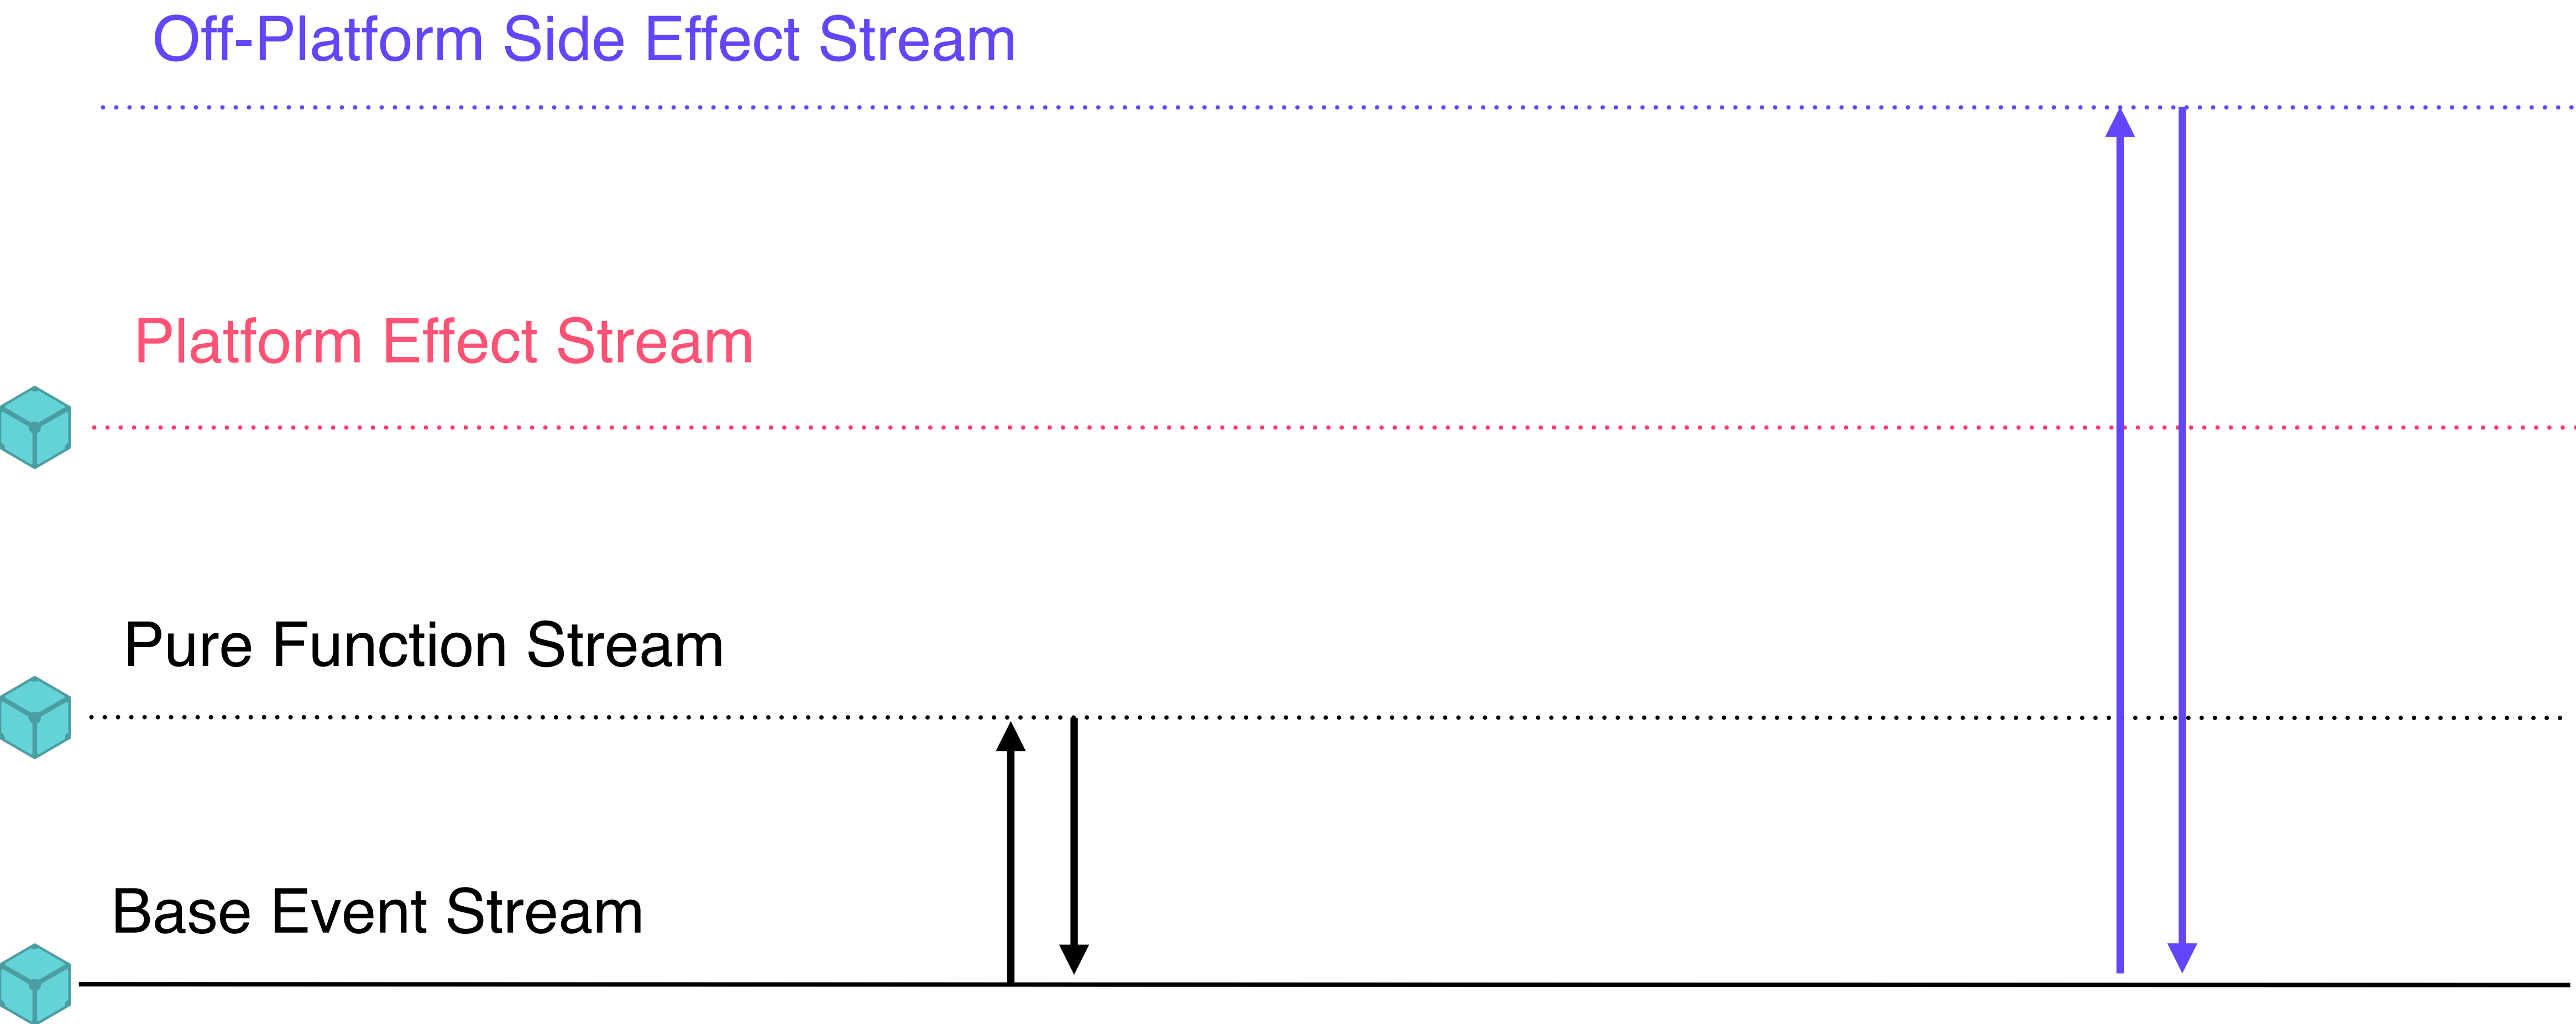 Off-Platform Side Effect Stream
Platform Effect Stream
Pure Function Stream
Base Event Stream